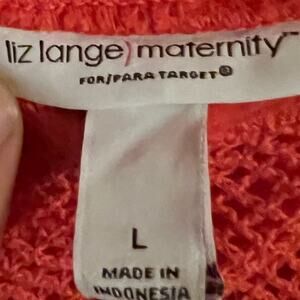 liz lange) maternity™
FOR/PARA TARGET®
L
MADE IN
INDONESIA